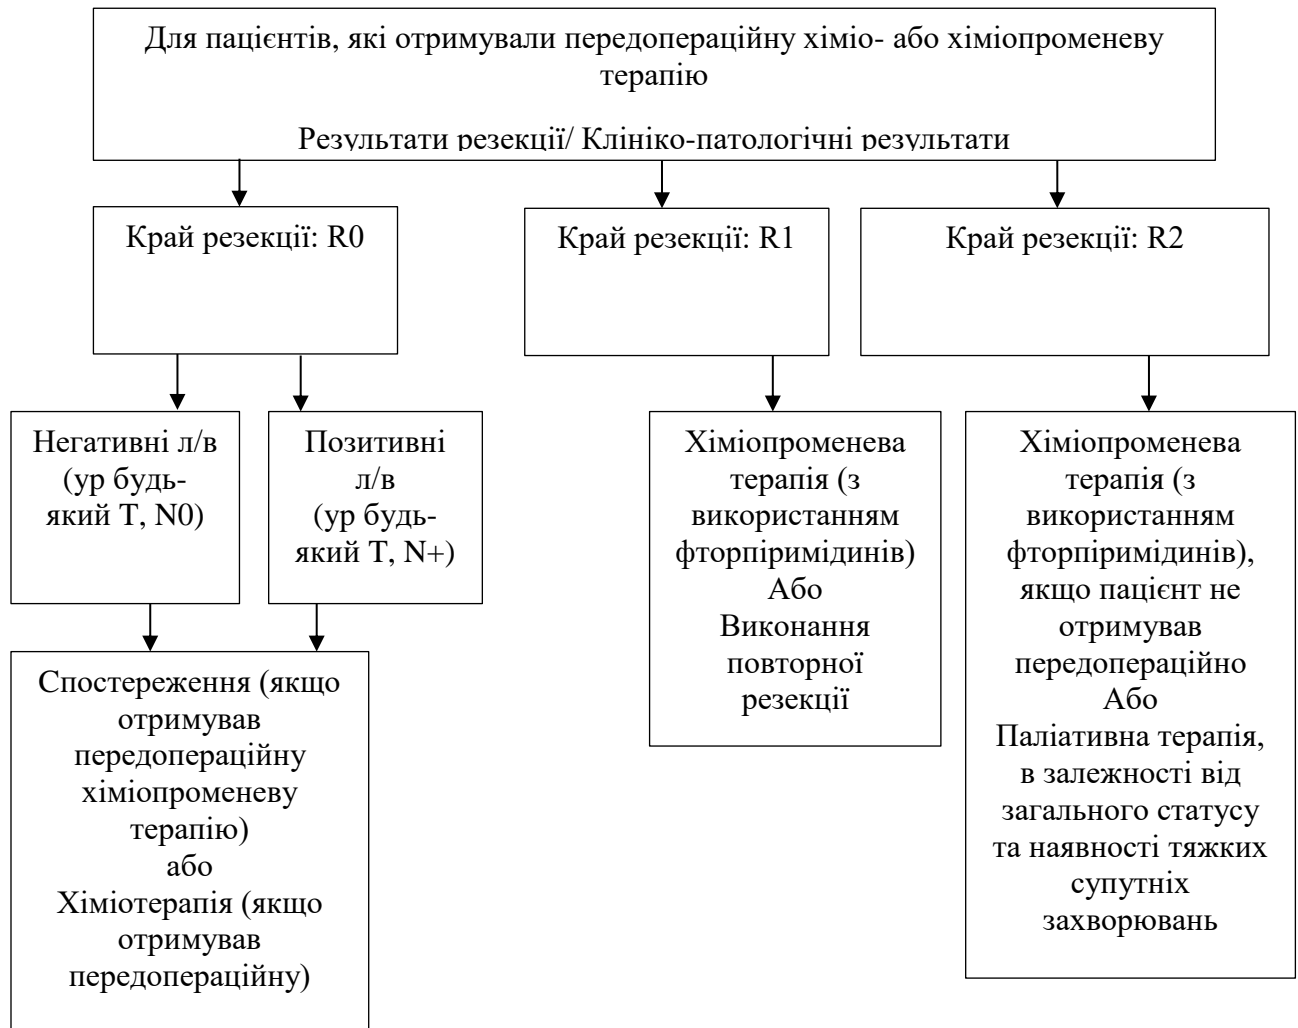 Для пацієнтів, які отримували передопераційну хіміо- або хіміопроменеву
терапію
Результати резекції/ Клініко-патологічні результати
Край резекції: R0
Край резекції: R1
Край резекції: R2
Негативні л/в
(ур будь-
який Т, N0)
Позитивні
л/в
(ур будь-
який Т, N+)
Спостереження (якщо
отримував
передопераційну
хіміопроменеву
терапію)
або
Хіміотерапія (якщо
отримував
передопераційну)
Хіміопроменева
терапія (з
використанням
фторпіримідинів)
Або
Виконання
повторної
резекції
Хіміопроменева
терапія (з
використанням
фторпіримідинів),
якщо пацієнт не
отримував
передопераційно
Або
Паліативна терапія,
в залежності від
загального статусу
та наявності тяжких
супутніх
захворювань